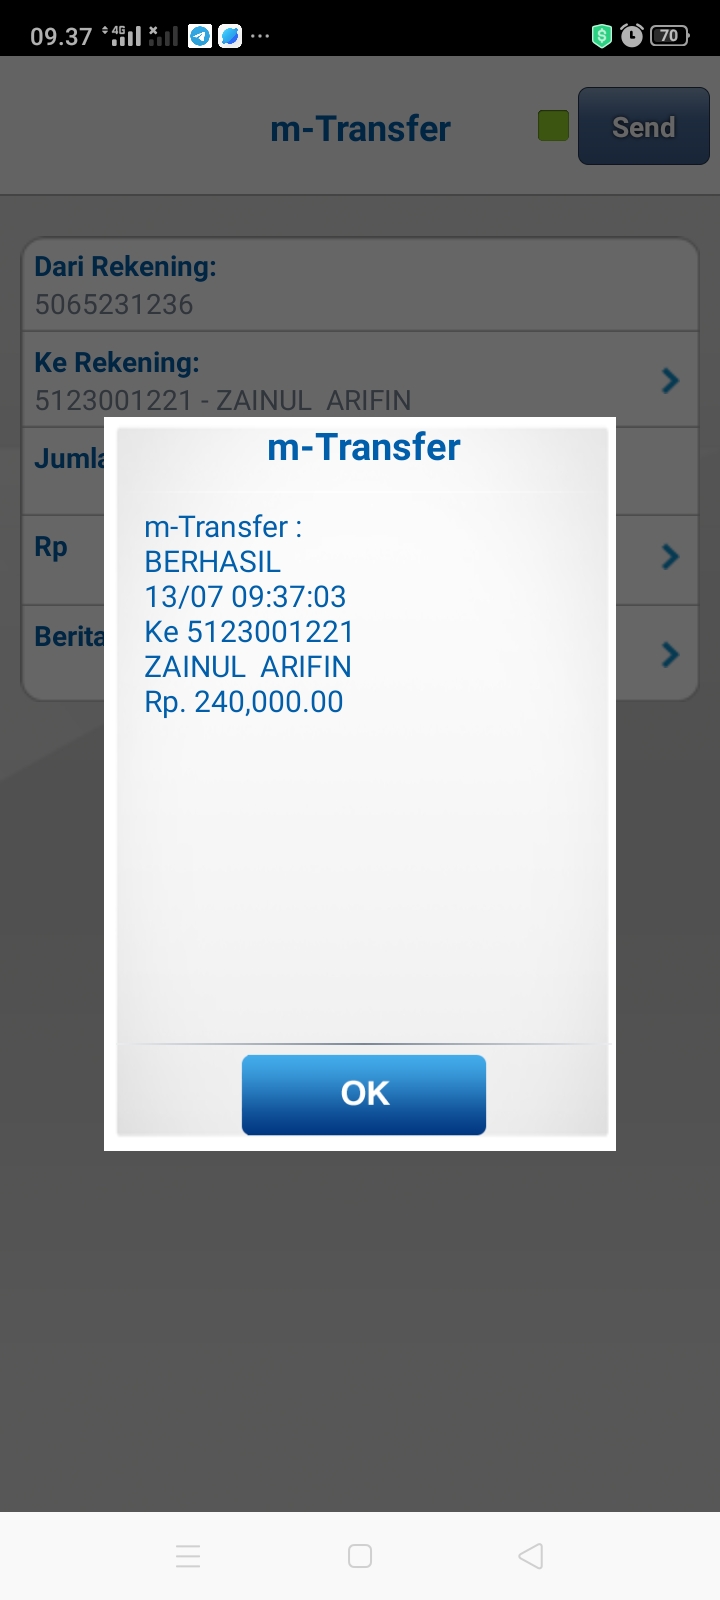 09.37 4G 70
m-Transfer
Send
Dari Rekening:
5065231236
Ke Rekening:
5123001221 - ZAINUL  ARIFIN
Jumla
Rp
Berita
m-Transfer
m-Transfer :
BERHASIL
13/07 09:37:03
Ke 5123001221
ZAINUL  ARIFIN
Rp. 240,000.00
OK